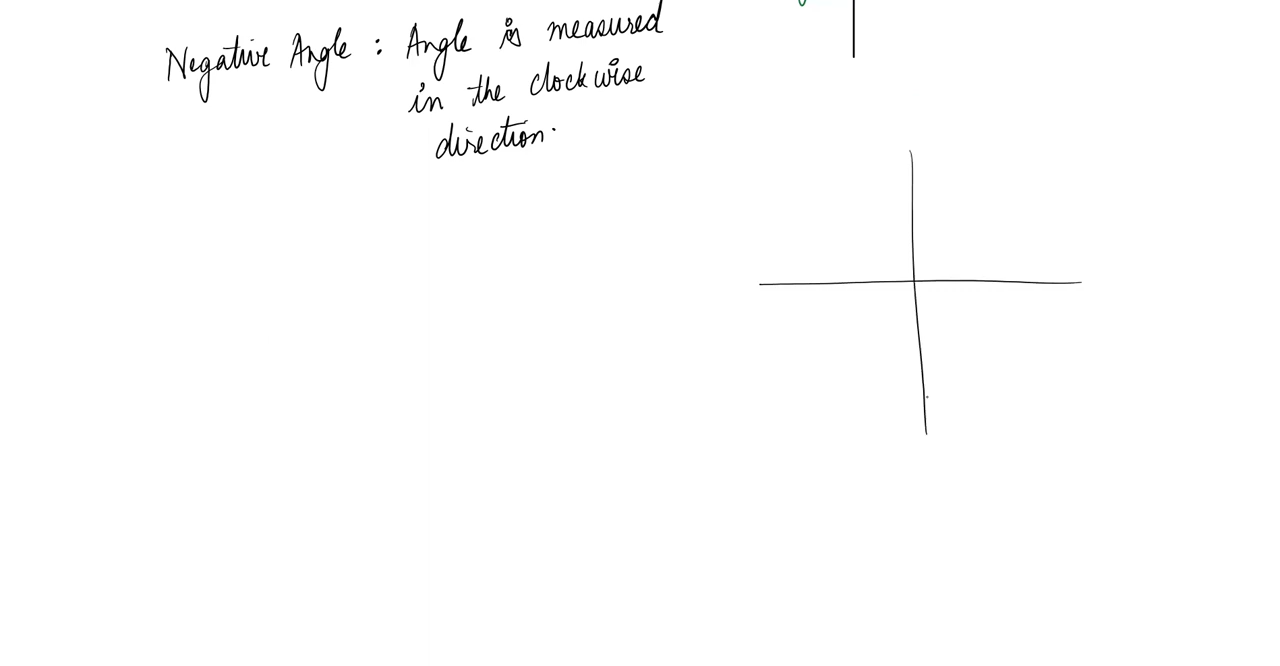 Negative Angle : Angle is measured
in the clockwise
direction.